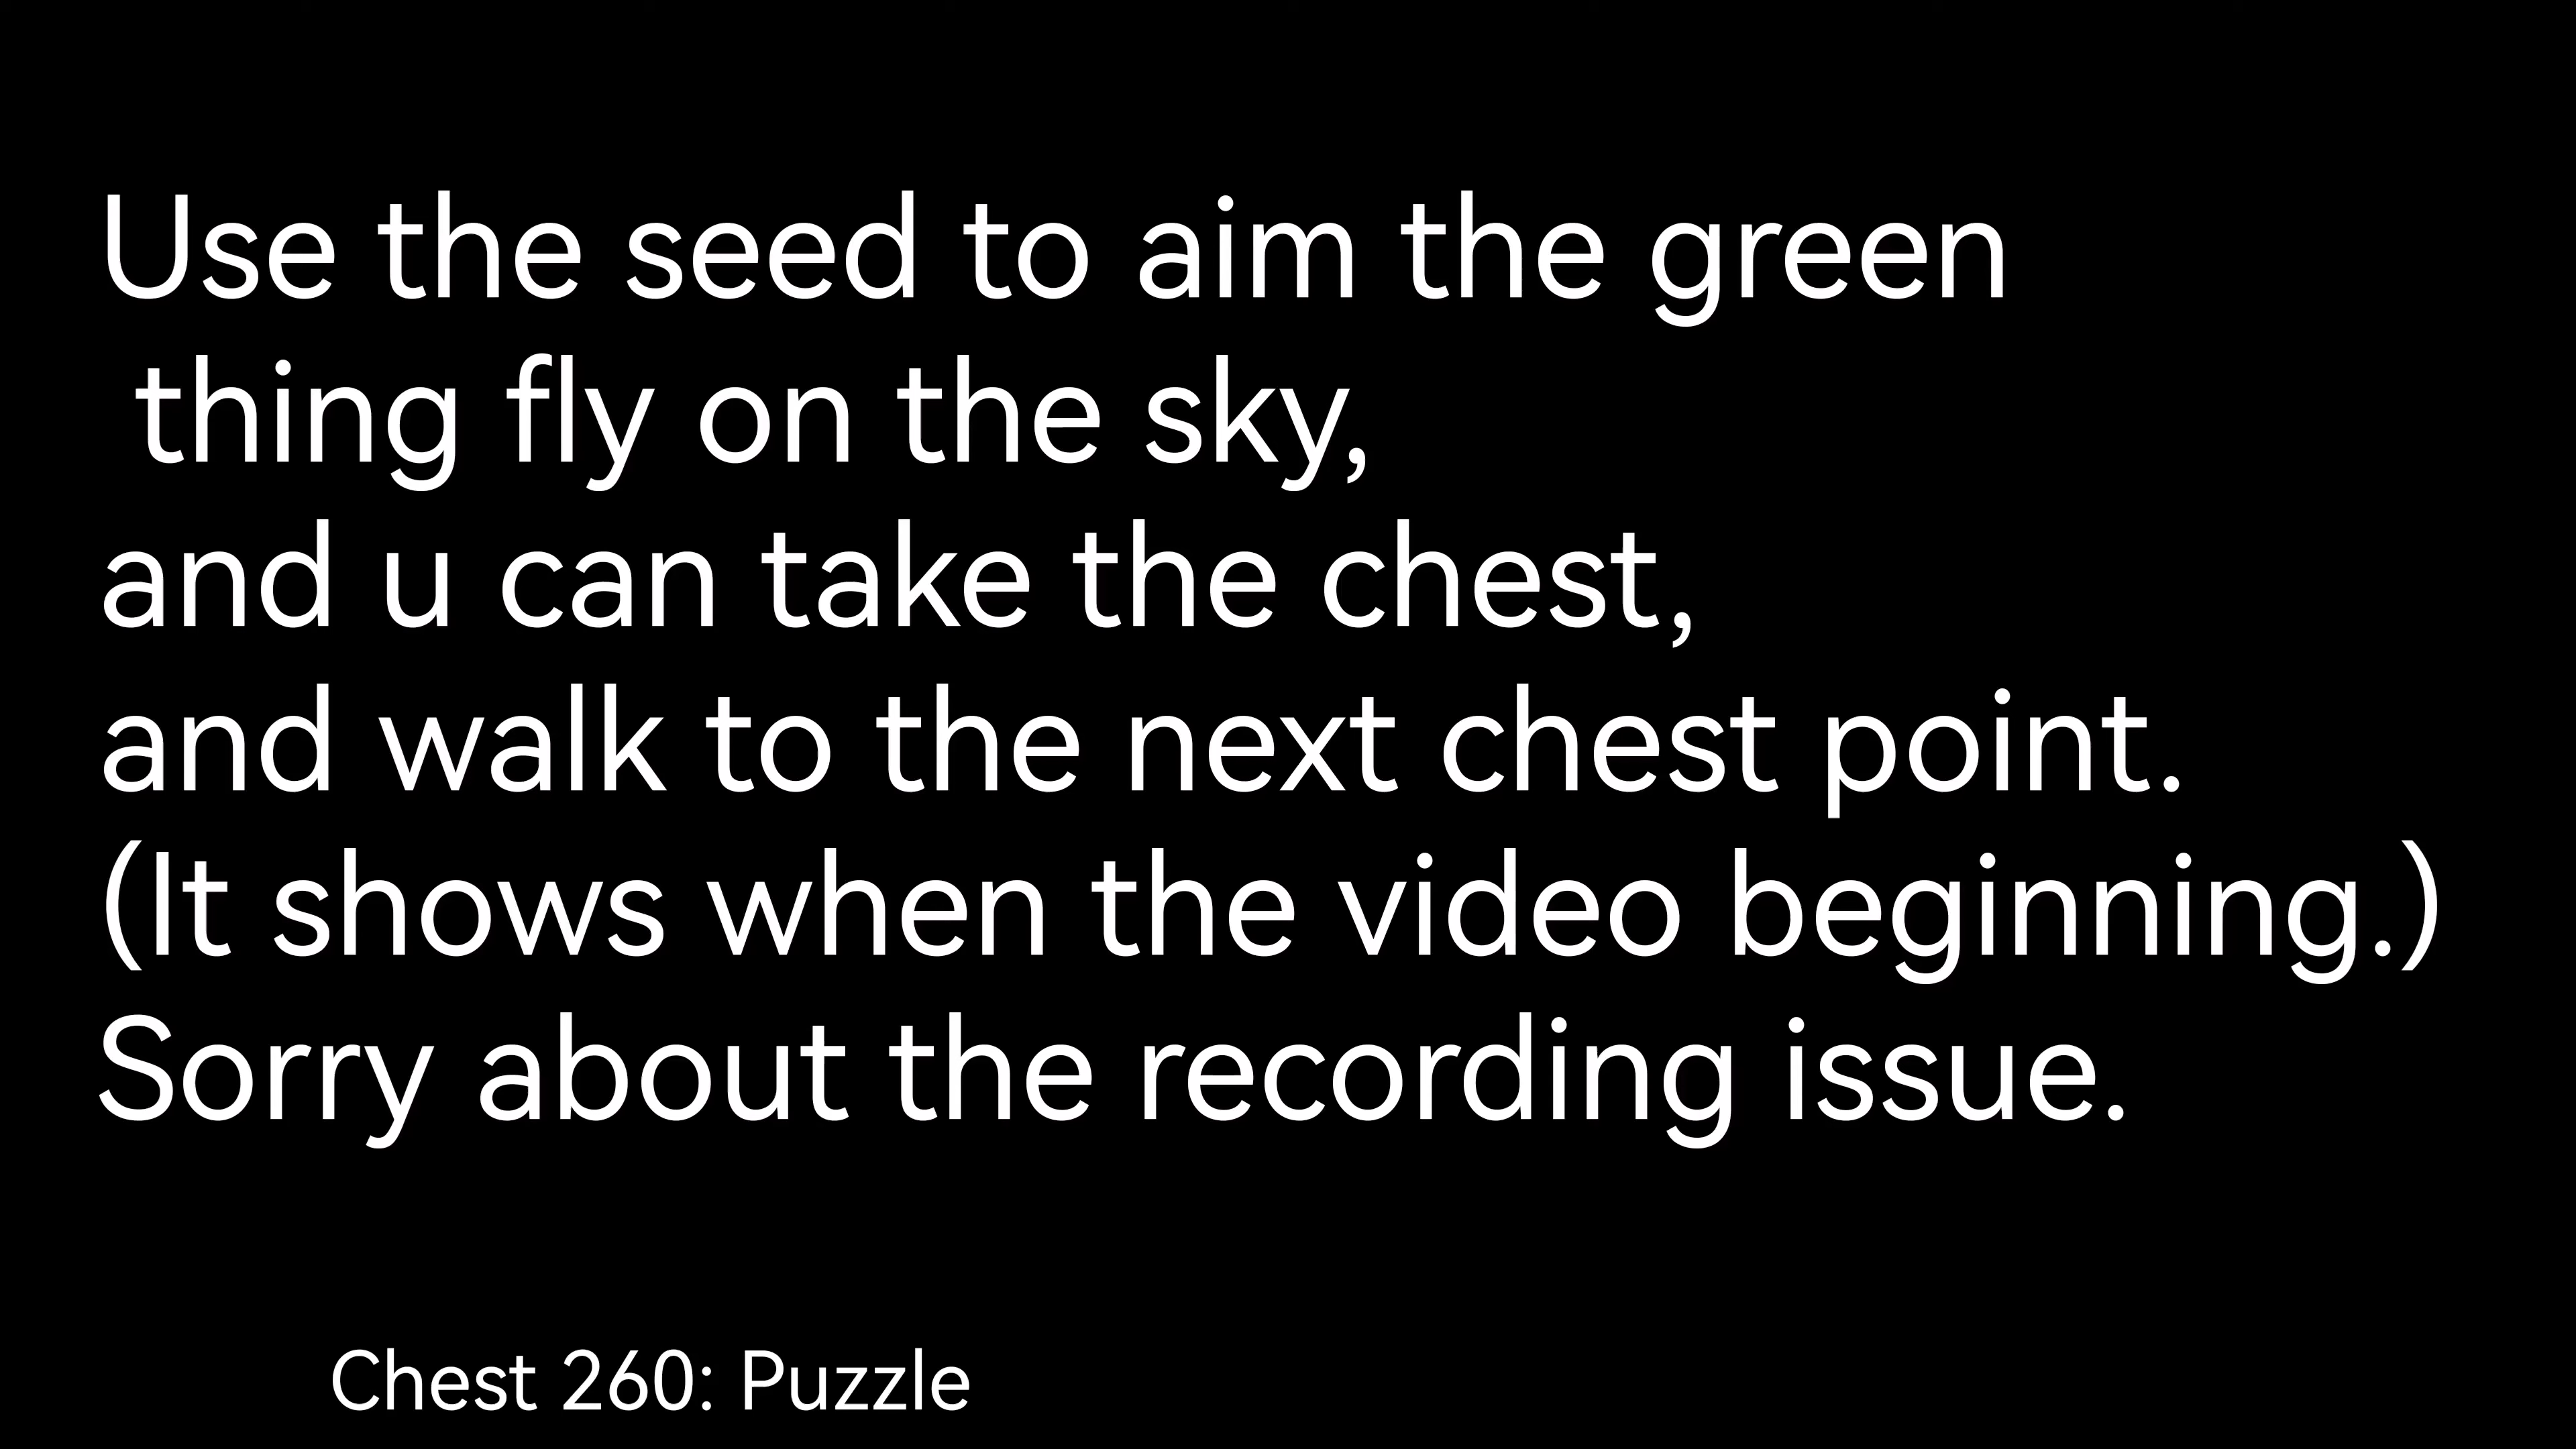 Use the seed to aim the green
thing fly on the sky,
and u can take the chest,
and walk to the next chest point.
(It shows when the video beginning.)
Sorry about the recording issue.
Chest 260: Puzzle